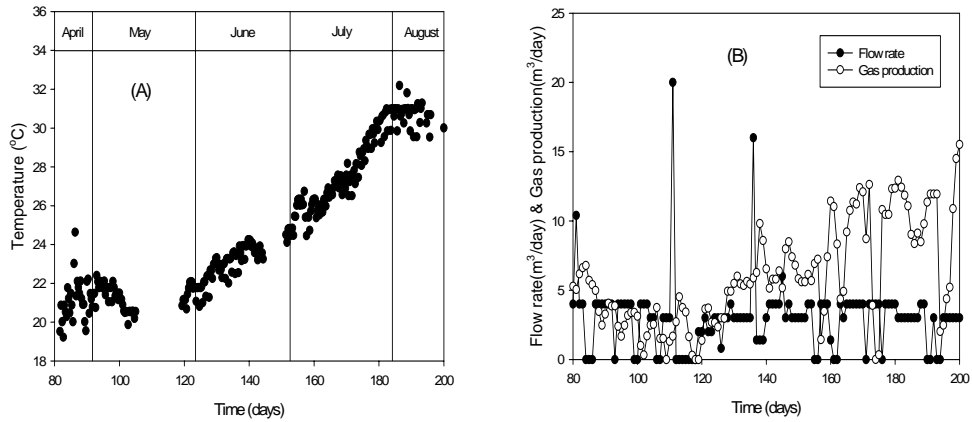 April May June July August
36
34
32
30
28
26
24
22
20
18
(A)
Temperature (°C)
80 100 120 140 160 180 200
Time (days)
25
20
15
10
5
0
(B)
Flow rate
Gas production
Flow rate(m³/day) & Gas production(m³/day)
80 100 120 140 160 180 200
Time (days)